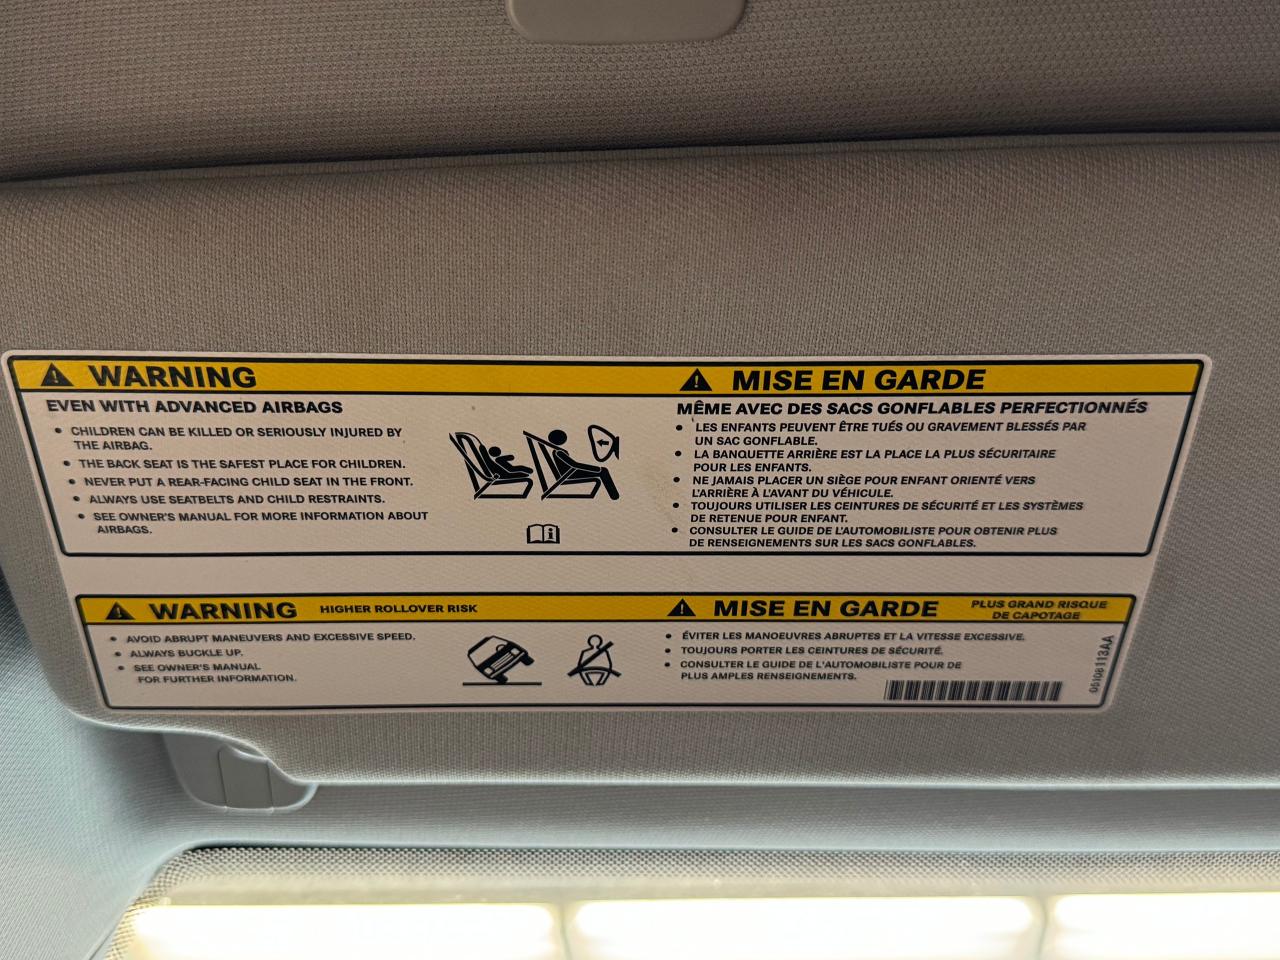 WARNING
EVEN WITH ADVANCED AIRBAGS
• CHILDREN CAN BE KILLED OR SERIOUSLY INJURED BY
THE AIRBAG.
• THE BACK SEAT IS THE SAFEST PLACE FOR CHILDREN.
• NEVER PUT A REAR-FACING CHILD SEAT IN THE FRONT.
• ALWAYS USE SEATBELTS AND CHILD RESTRAINTS.
• SEE OWNER'S MANUAL FOR MORE INFORMATION ABOUT
AIRBAGS.
MISE EN GARDE
MÊME AVEC DES SACS GONFLABLES PERFECTIONNÉS
• LES ENFANTS PEUVENT ÊTRE TUÉS OU GRAVEMENT BLESSÉS PAR
UN SAC GONFLABLE.
• LA BANQUETTE ARRIÈRE EST LA PLACE LA PLUS SÉCURITAIRE
POUR LES ENFANTS.
• NE JAMAIS PLACER UN SIÈGE POUR ENFANT ORIENTÉ VERS
L'ARRIÈRE À L'AVANT DU VÉHICULE.
• TOUJOURS UTILISER LES CEINTURES DE SÉCURITÉ ET LES SYSTÈMES
DE RETENUE POUR ENFANT.
• CONSULTER LE GUIDE DE L'AUTOMOBILISTE POUR OBTENIR PLUS
DE RENSEIGNEMENTS SUR LES SACS GONFLABLES.
WARNING HIGHER ROLLOVER RISK
• AVOID ABRUPT MANEUVERS AND EXCESSIVE SPEED.
• ALWAYS BUCKLE UP.
• SEE OWNER'S MANUAL
FOR FURTHER INFORMATION.
MISE EN GARDE PLUS GRAND RISQUE
DE CAPOTAGE
• ÉVITER LES MANOEUVRES ABRUPTES ET LA VITESSE EXCESSIVE.
• TOUJOURS PORTER LES CEINTURES DE SÉCURITÉ.
• CONSULTER LE GUIDE DE L'AUTOMOBILISTE POUR DE
PLUS AMPLES RENSEIGNEMENTS.
05108113AA